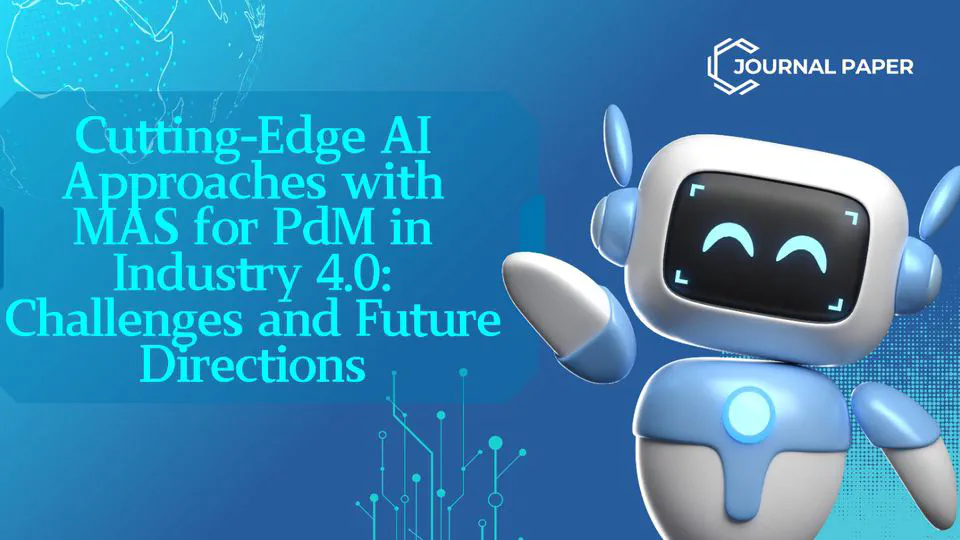 JOURNAL PAPER
Cutting-Edge AI
Approaches with
MAS for PdM in
Industry 4.0:
Challenges and Future
Directions